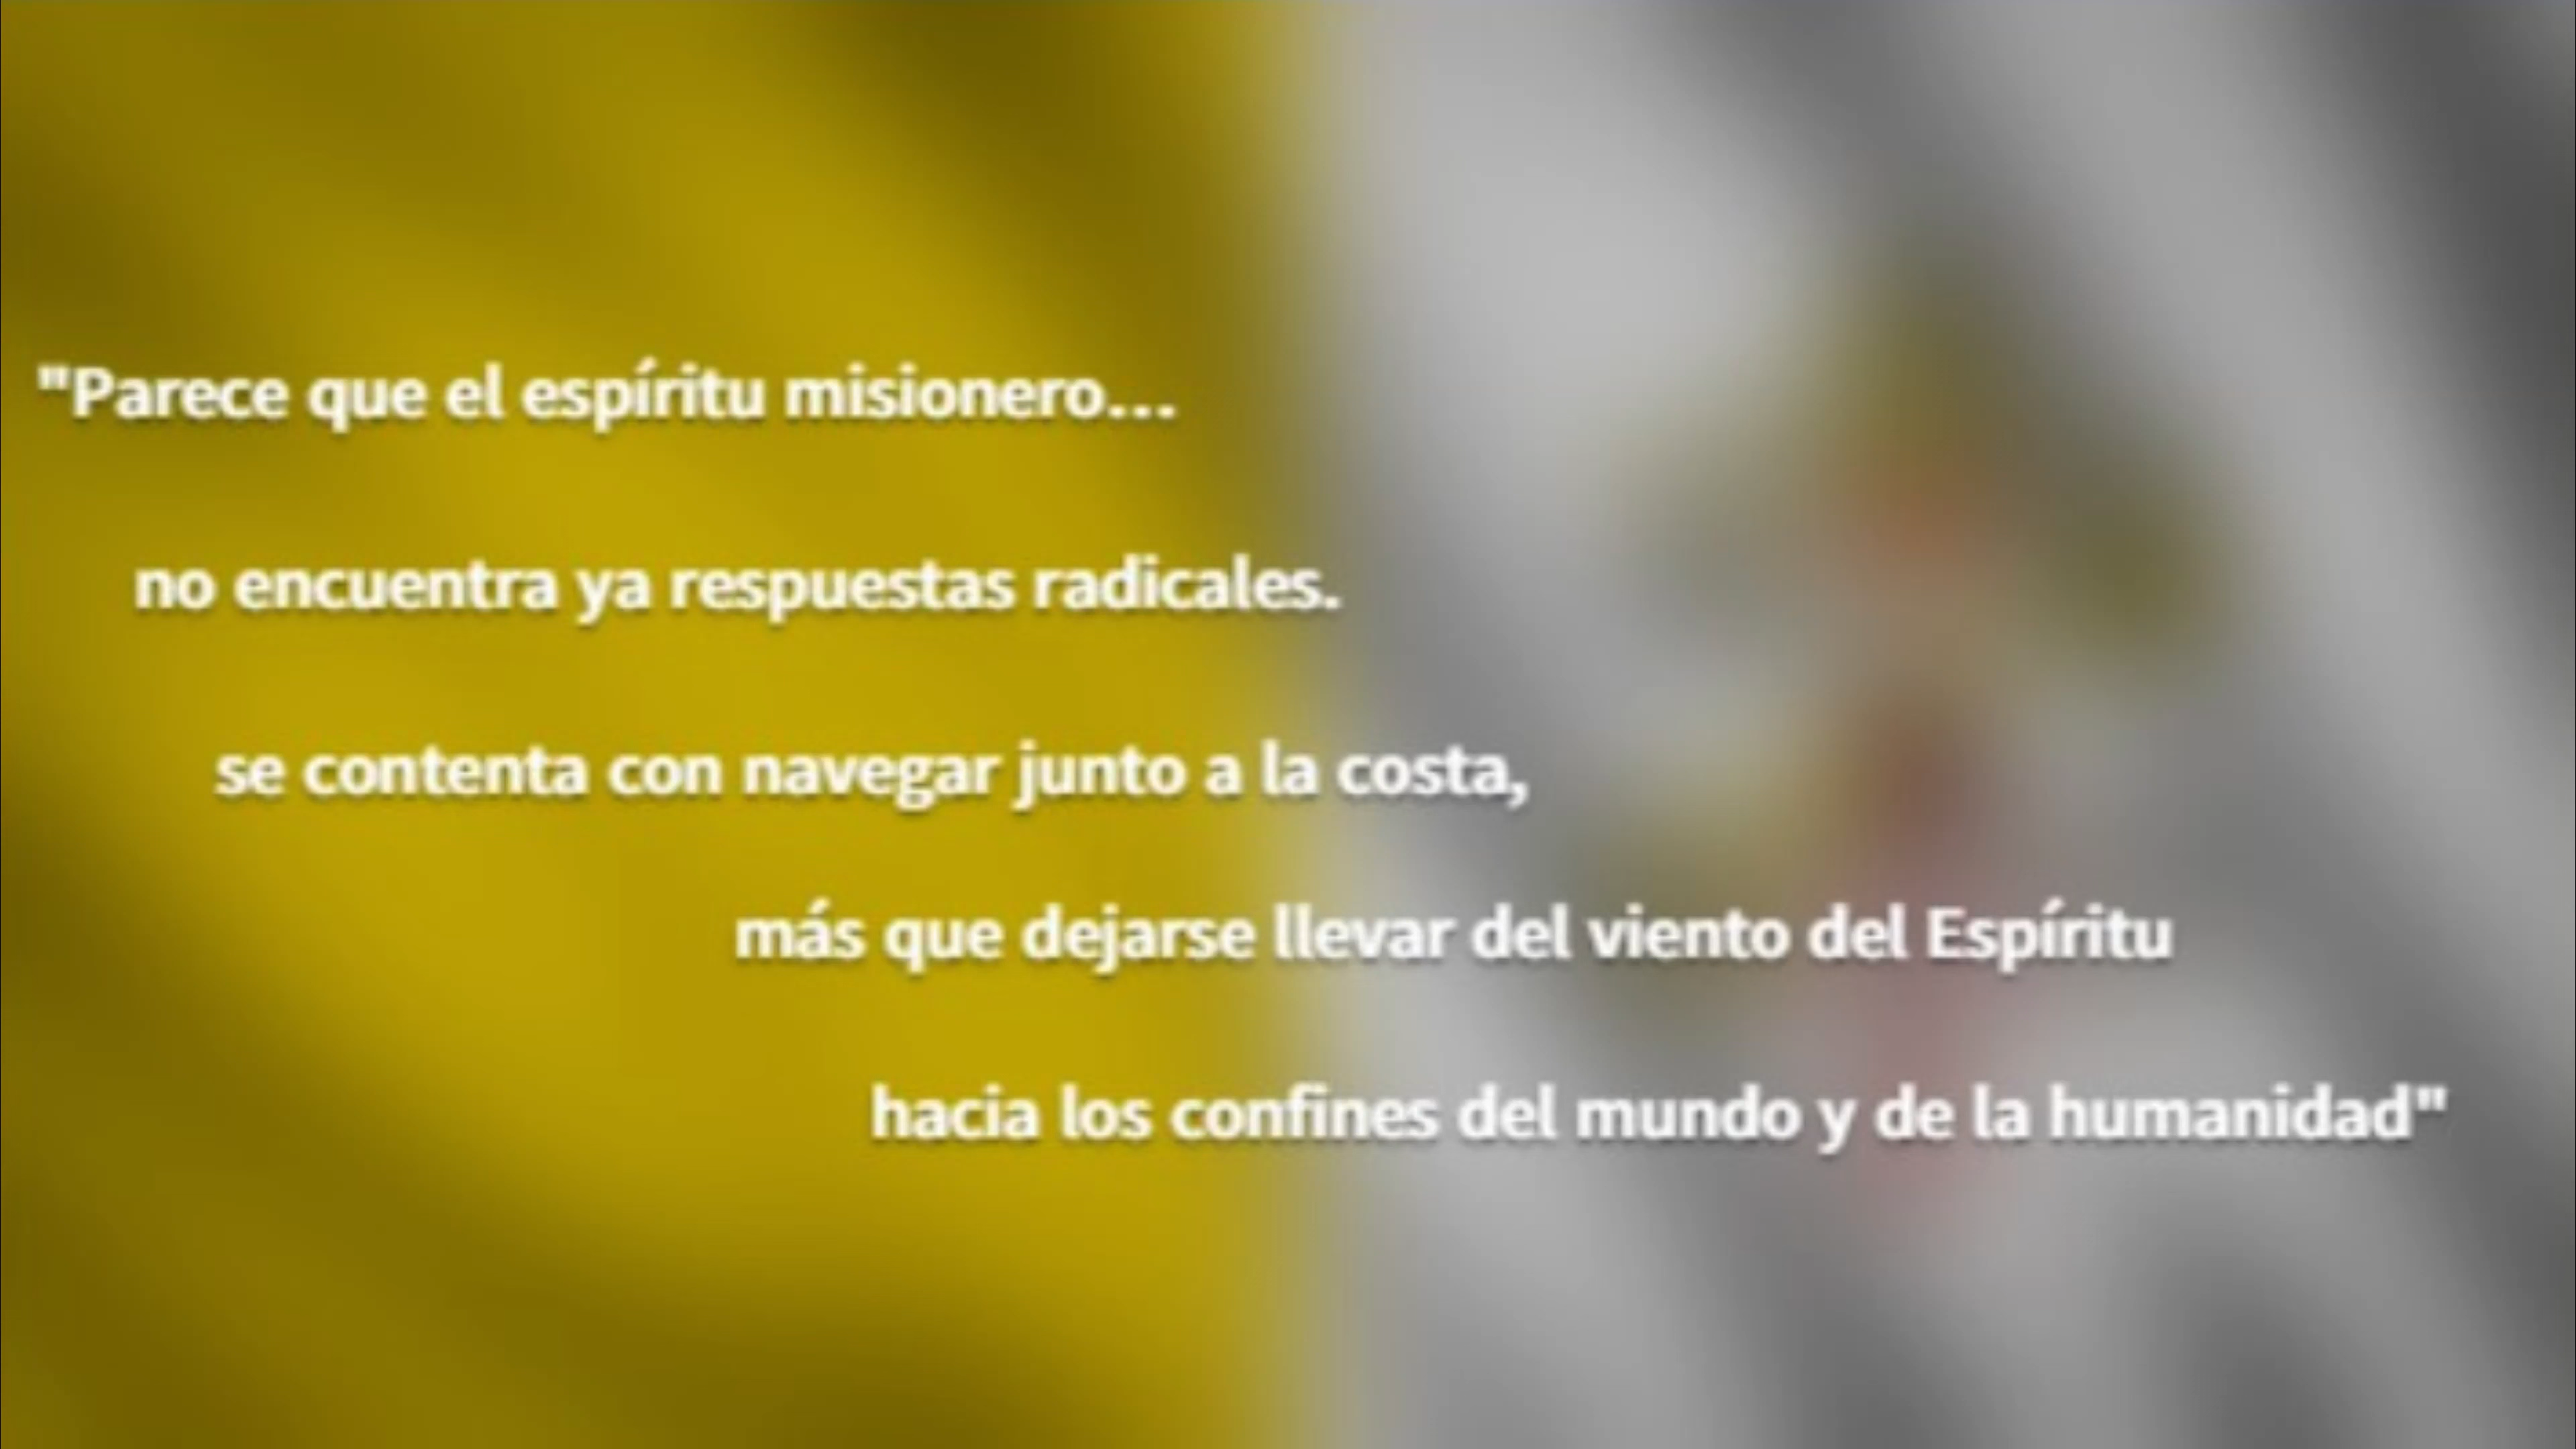 "Parece que el espíritu misionero...
no encuentra ya respuestas radicales.
se contenta con navegar junto a la costa,
más que dejarse llevar del viento del Espíritu
hacia los confines del mundo y de la humanidad"